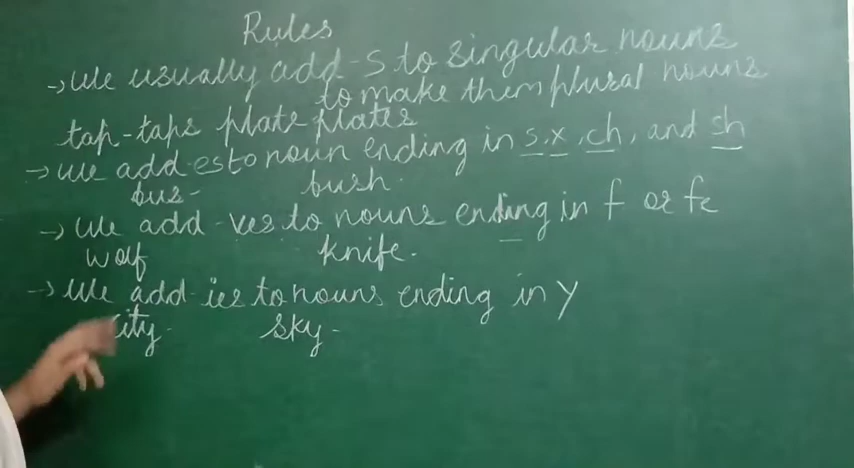 Rules
→ We usually add -s to singular nouns
to make them plural nouns
tap-taps plate plates
→ We add es to noun ending in s, x, ch, and sh
bus- bush.
→ We add -ves to nouns ending in f or fe
wolf knife.
→ We add -ies to nouns ending in y
city- sky-